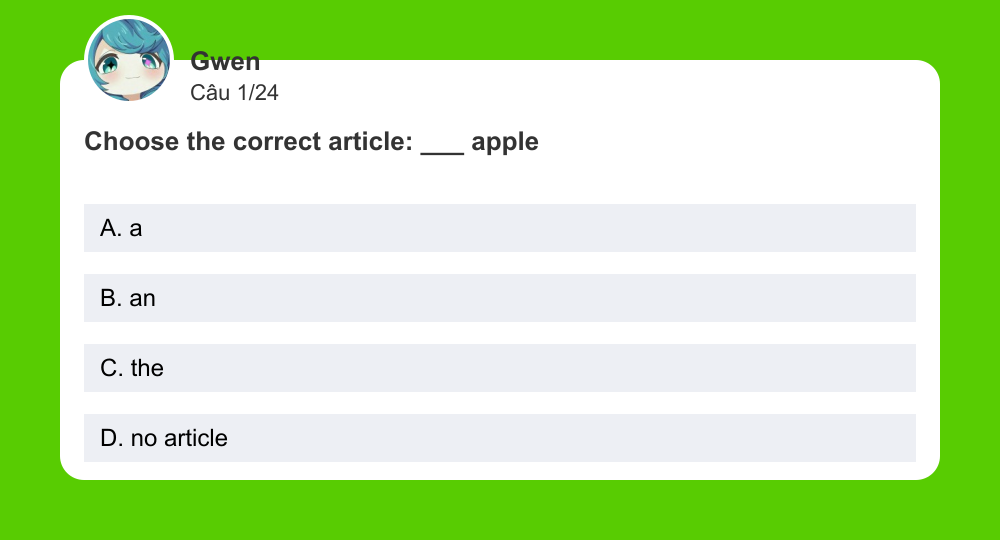 Gwen
Câu 1/24
Choose the correct article: ___ apple
A. a
B. an
C. the
D. no article